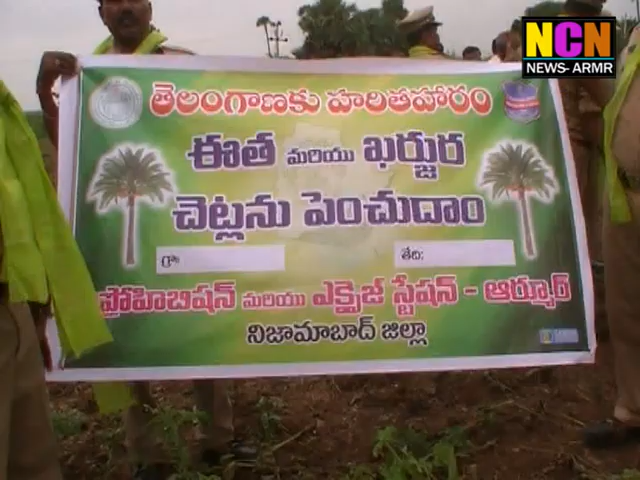 NCN
NEWS- ARMR
తెలంగాణకు హరితహారం
ఈత మరియు ఖర్జుర
చెట్లను పెంచుదాం
గ్రా: తేది:
ప్రోహిబిషన్ మరియు ఎక్సైజ్ స్టేషన్ - ఆర్మూర్
నిజామాబాద్ జిల్లా